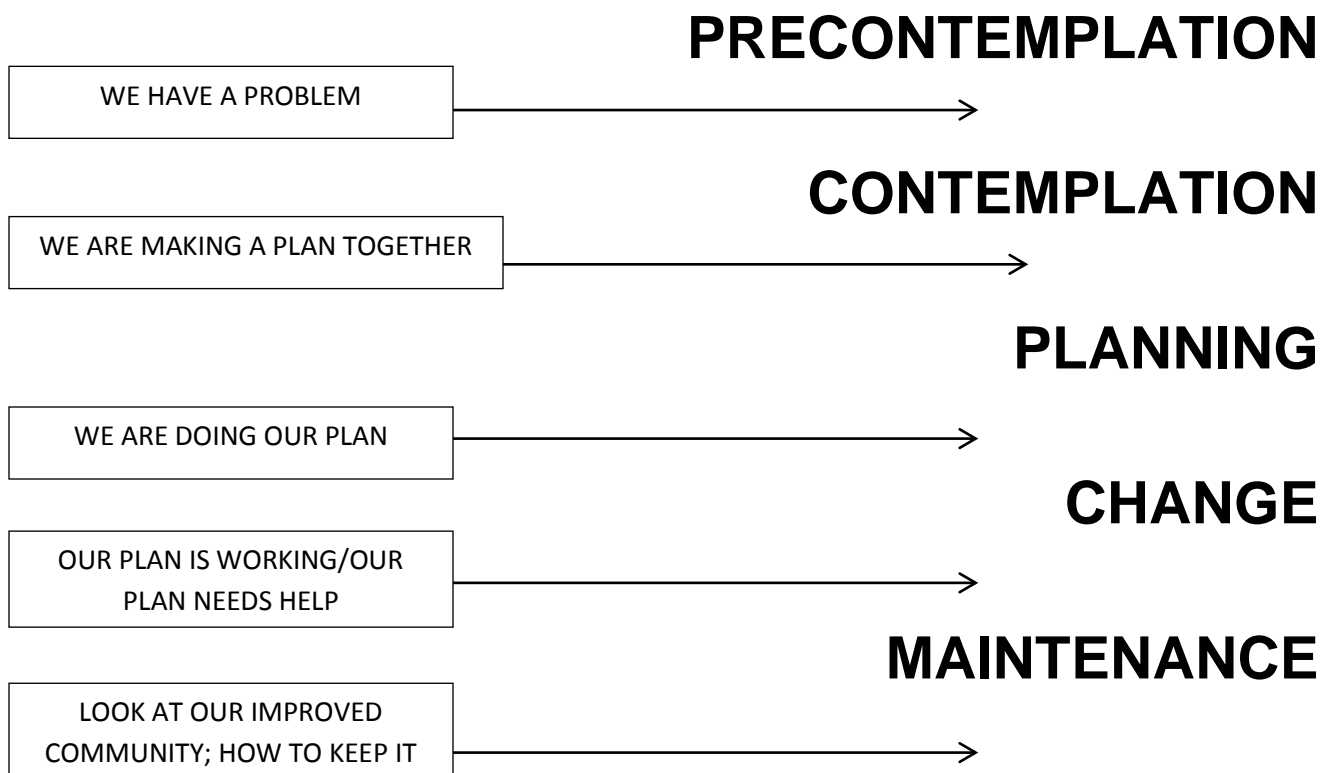 PRECONTEMPLATION
WE HAVE A PROBLEM
CONTEMPLATION
WE ARE MAKING A PLAN TOGETHER
PLANNING
WE ARE DOING OUR PLAN
CHANGE
OUR PLAN IS WORKING/OUR
PLAN NEEDS HELP
MAINTENANCE
LOOK AT OUR IMPROVED
COMMUNITY; HOW TO KEEP IT